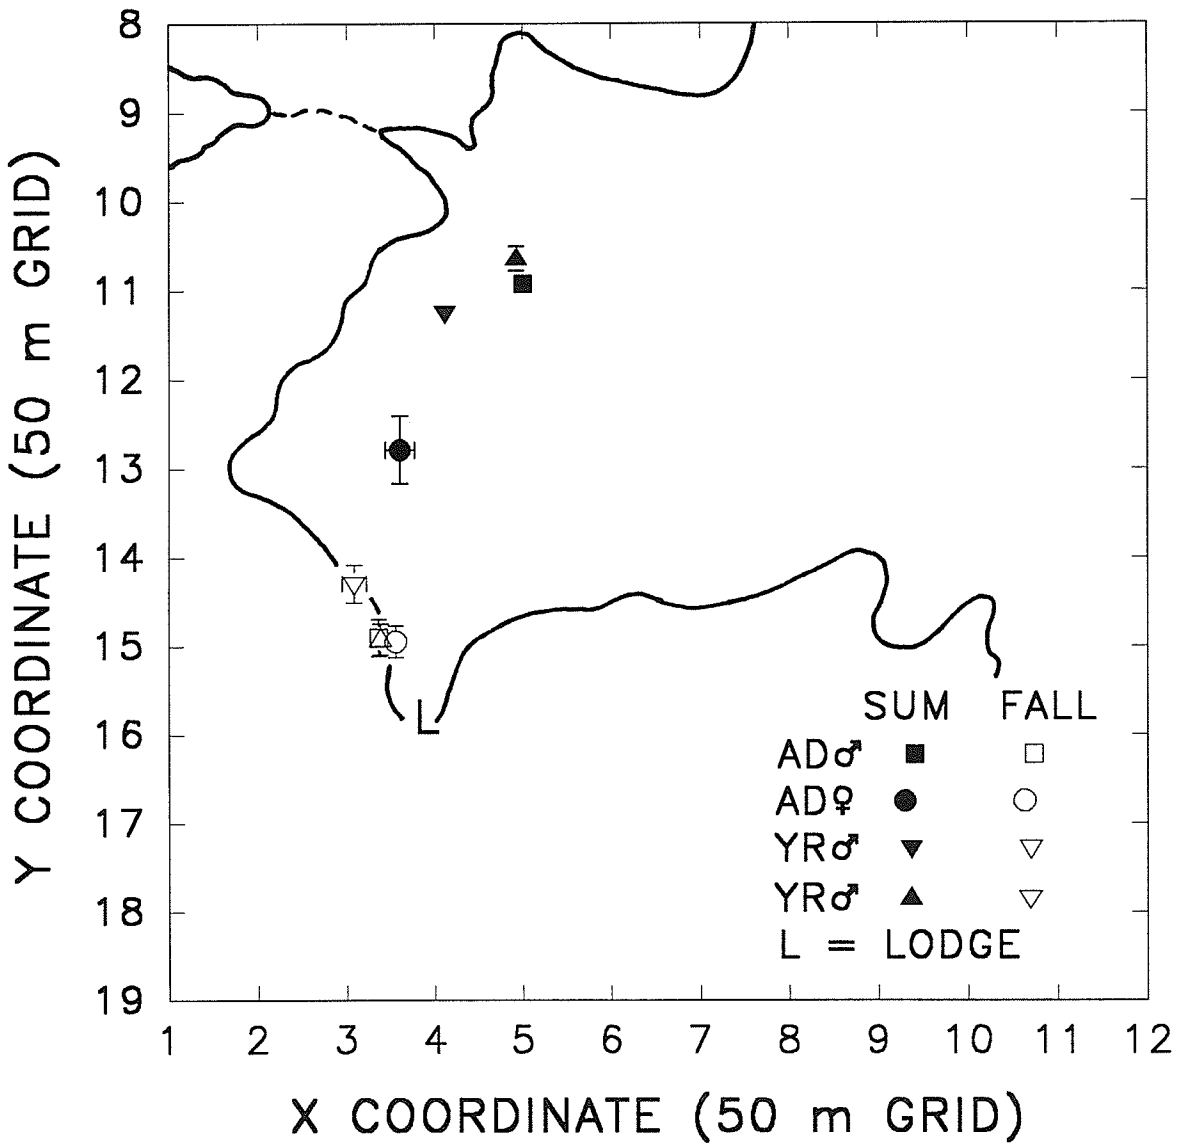 8
9
10
11
12
13
14
15
16
17
18
19
Y COORDINATE (50 m GRID)
L
SUM FALL
AD♂
AD♀
YR♂
YR♂
L = LODGE
1 2 3 4 5 6 7 8 9 10 11 12
X COORDINATE (50 m GRID)